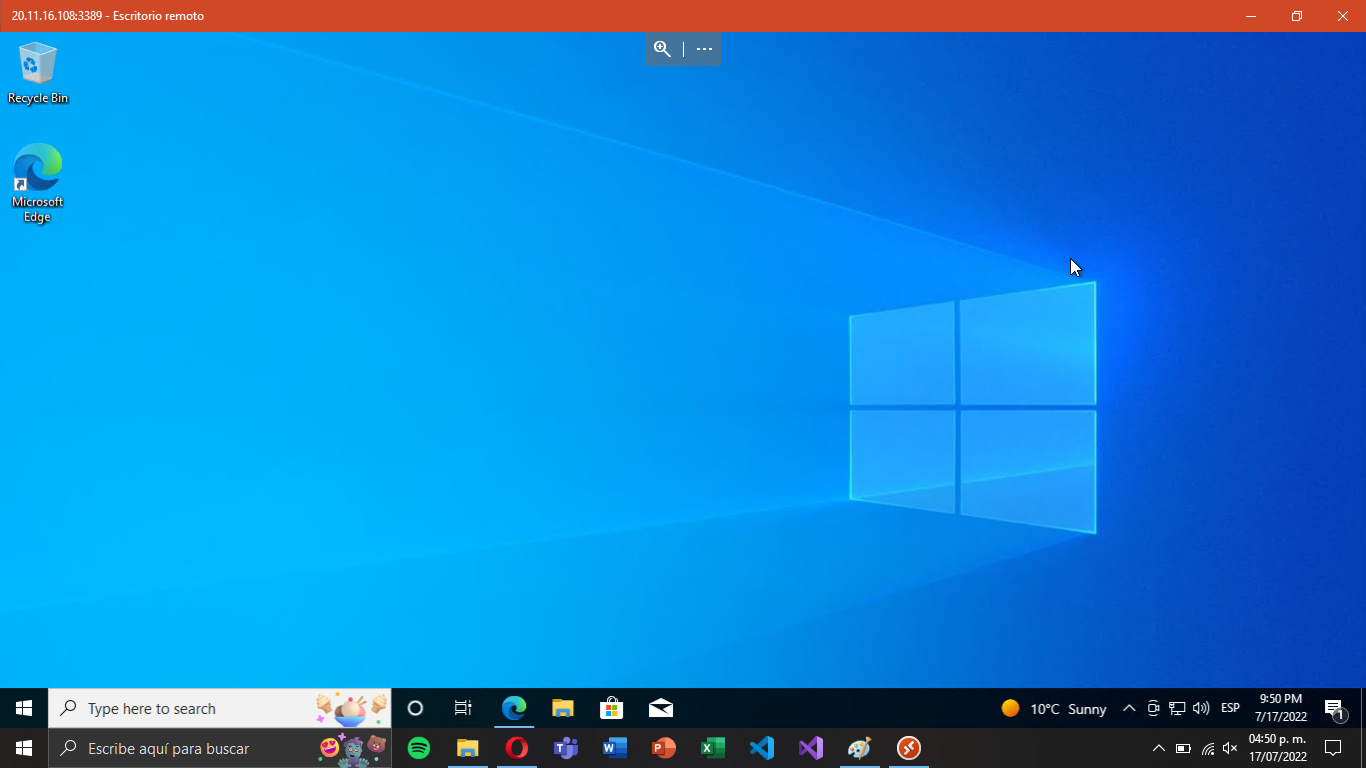 20.11.16.108:3389 - Escritorio remoto
Recycle Bin
Microsoft
Edge
Type here to search
10°C Sunny
ESP
9:50 PM
7/17/2022
1
Escribe aquí para buscar
04:50 p. m.
17/07/2022